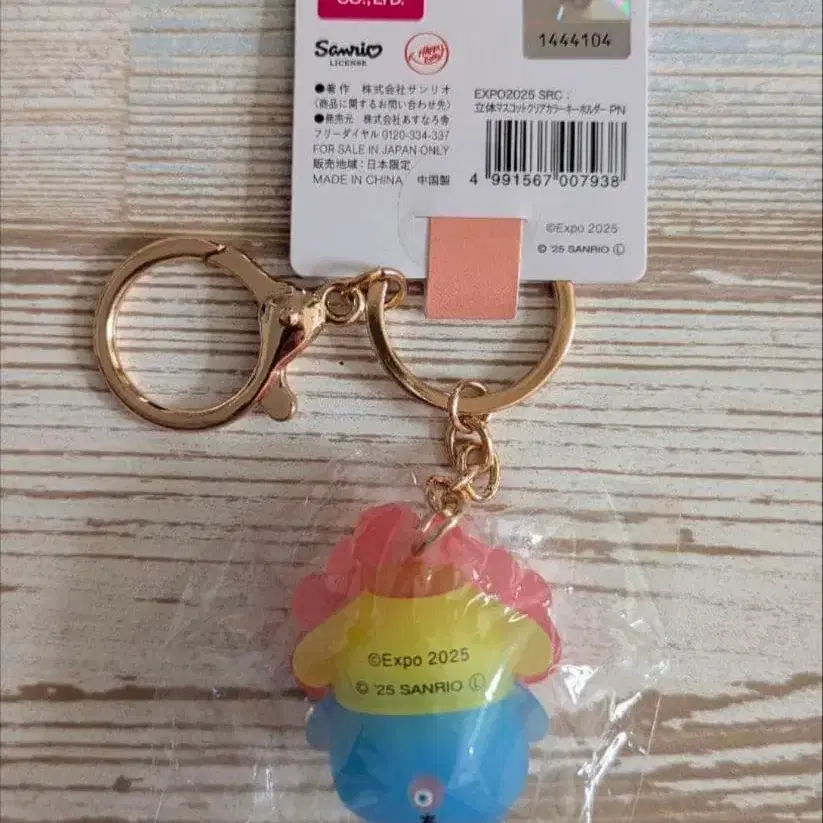 CO.,LTD.
1444104
Sanrio
LICENSE
HAPPY
●著作 株式会社サンリオ
(商品に関するお問い合わせ先)
●発売元 株式会社あすなろ舎
フリーダイヤル 0120-334-337
FOR SALE IN JAPAN ONLY
販売地域:日本限定
MADE IN CHINA 中国製
EXPO2025 SRC:
立体マスコットクリアカラーキーホルダー PN
4 991567 007938
©Expo 2025
© '25 SANRIO Ⓛ
©Expo 2025
© '25 SANRIO Ⓛ